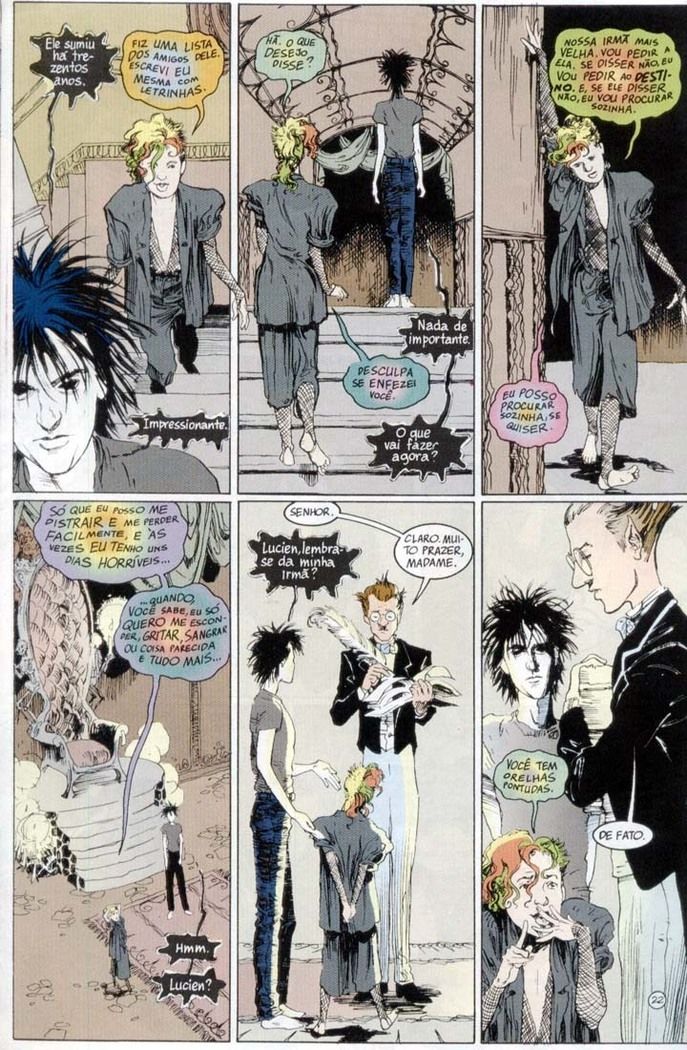 Ele sumiu
há tre-
zentos
anos.
FIZ UMA LISTA
DOS AMIGOS DELE.
ESCREVI EU
MESMA COM
LETRINHAS.
Impressionante.
HÃ. O QUE
DESEJO
DISSE?
Nada de
importante.
DESCULPA
SE ENFEZEI
VOCÊ.
O que
vai fazer
agora?
NOSSA IRMÃ MAIS
VELHA. VOU PEDIR A
ELA. SE DISSER NÃO, EU
VOU PEDIR AO DESTI-
NO. E, SE ELE DISSER
NÃO, EU VOU PROCURAR
SOZINHA.
EU POSSO
PROCURAR
SOZINHA, SE
QUISER.
SÓ QUE EU POSSO ME
DISTRAIR E ME PERDER
FACILMENTE, E ÀS
VEZES EU TENHO UNS
DIAS HORRÍVEIS...
...QUANDO,
VOCÊ SABE, EU SÓ
QUERO ME ESCON-
DER, GRITAR, SANGRAR
OU COISA PARECIDA
E TUDO MAIS...
Hmm.
Lucien?
SENHOR.
Lucien, lembra-
se da minha
irmã?
CLARO. MUI-
TO PRAZER,
MADAME.
VOCÊ TEM
ORELHAS
PONTUDAS.
DE FATO.
22